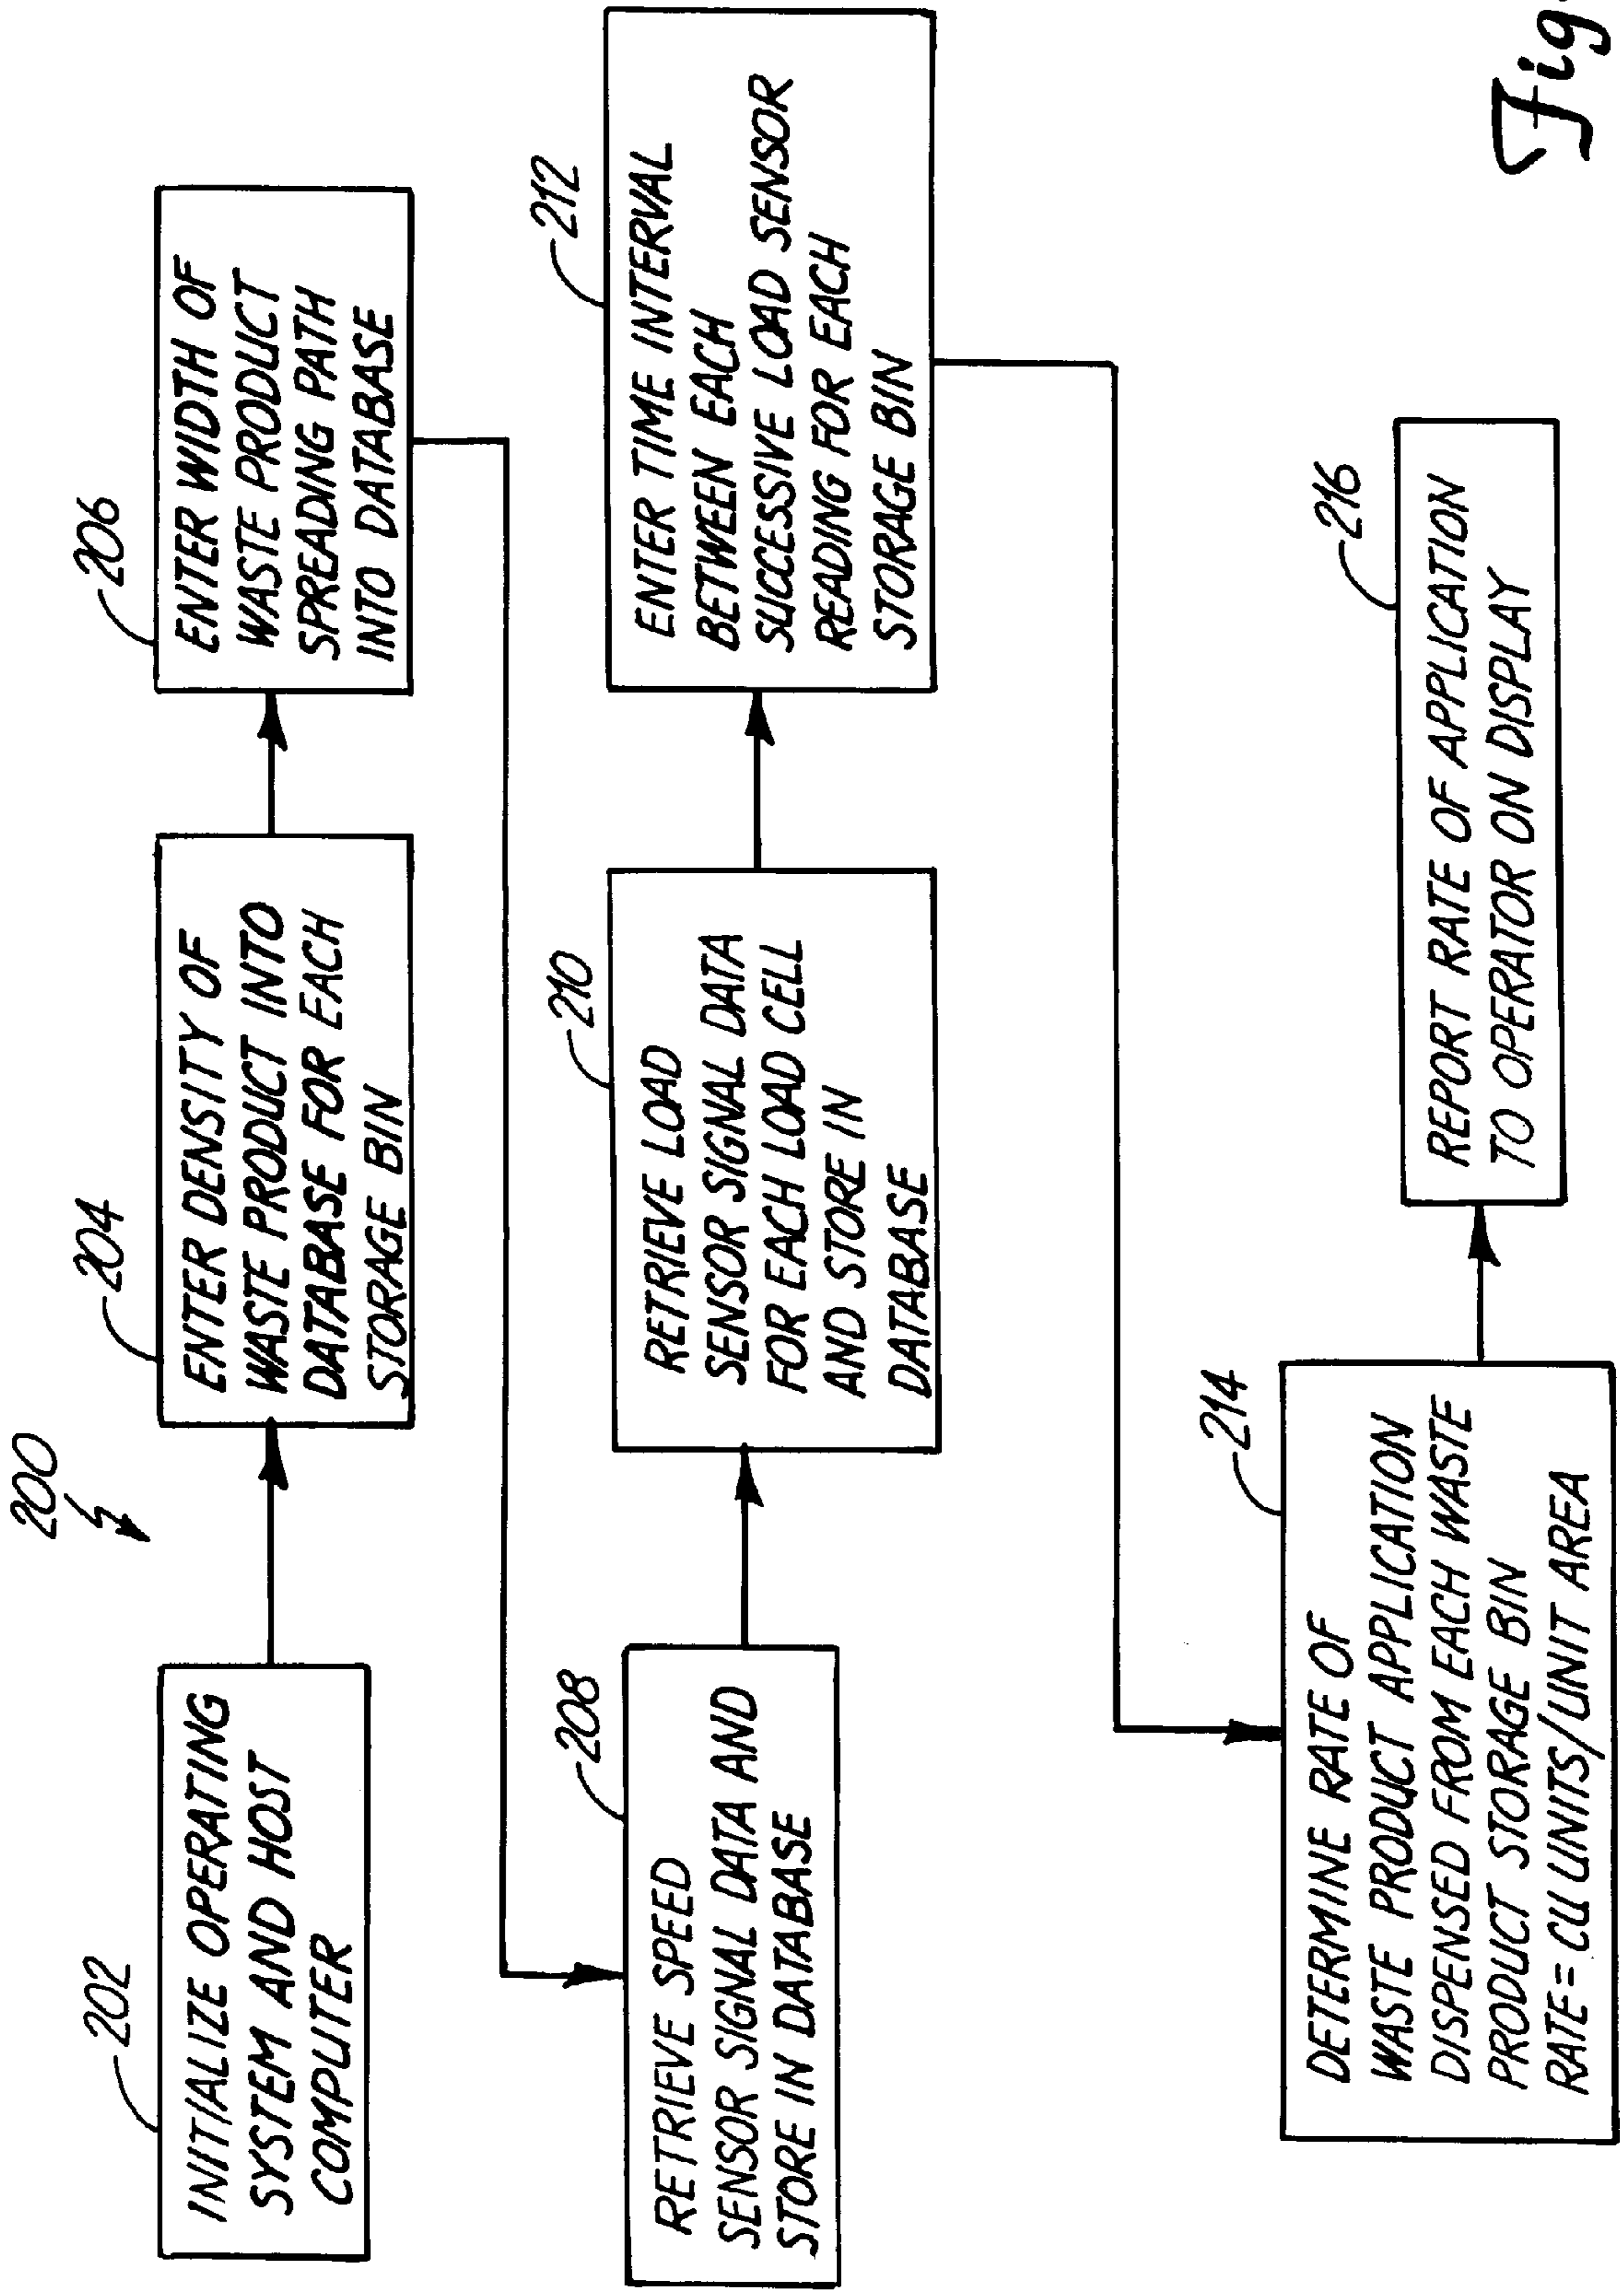 200
202
INITIALIZE OPERATING
SYSTEM AND HOST
COMPUTER
204
ENTER DENSITY OF
WASTE PRODUCT INTO
DATABASE FOR EACH
STORAGE BIN
206
ENTER WIDTH OF
WASTE PRODUCT
SPREADING PATH
INTO DATABASE
208
RETRIEVE SPEED
SENSOR SIGNAL DATA AND
STORE IN DATABASE
210
RETRIEVE LOAD
SENSOR SIGNAL DATA
FOR EACH LOAD CELL
AND STORE IN
DATABASE
212
ENTER TIME INTERVAL
BETWEEN EACH
SUCCESSIVE LOAD SENSOR
READING FOR EACH
STORAGE BIN
214
DETERMINE RATE OF
WASTE PRODUCT APPLICATION
DISPENSED FROM EACH WASTE
PRODUCT STORAGE BIN
RATE = CU UNITS/UNIT AREA
216
REPORT RATE OF APPLICATION
TO OPERATOR ON DISPLAY
Fig.